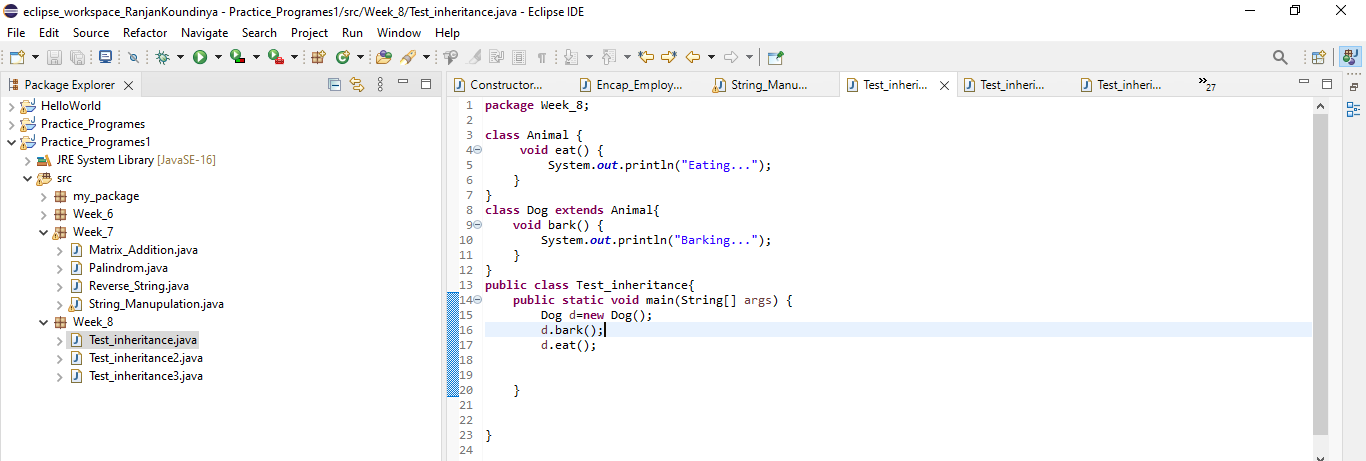 eclipse_workspace_RanjanKoundinya - Practice_Programes1/src/Week_8/Test_inheritance.java - Eclipse IDE
File Edit Source Refactor Navigate Search Project Run Window Help
Package Explorer
HelloWorld
Practice_Programes
Practice_Programes1
JRE System Library [JavaSE-16]
src
my_package
Week_6
Week_7
Matrix_Addition.java
Palindrom.java
Reverse_String.java
String_Manupulation.java
Week_8
Test_inheritance.java
Test_inheritance2.java
Test_inheritance3.java
Constructor... Encap_Employ... String_Manu... Test_inheri... Test_inheri... Test_inheri... »27
1 package Week_8;
2
3 class Animal {
4 void eat() {
5 System.out.println("Eating...");
6 }
7 }
8 class Dog extends Animal{
9 void bark() {
10 System.out.println("Barking...");
11 }
12 }
13 public class Test_inheritance{
14 public static void main(String[] args) {
15 Dog d=new Dog();
16 d.bark();
17 d.eat();
18
19
20 }
21
22
23 }
24